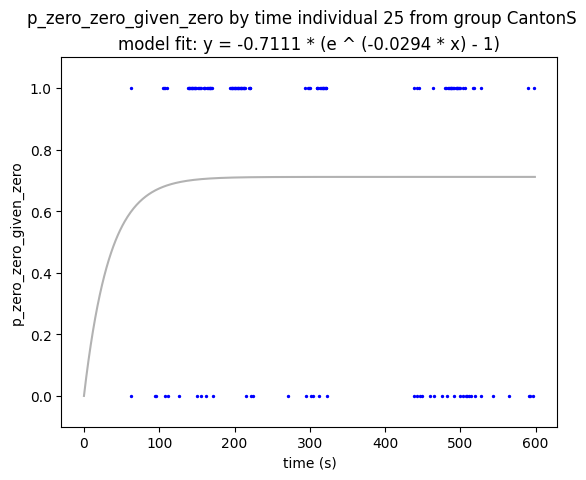 p_zero_zero_given_zero by time individual 25 from group CantonS
model fit: y = -0.7111 * (e ^ (-0.0294 * x) - 1)
1.0
0.8
0.6
0.4
0.2
0.0
p_zero_zero_given_zero
0 100 200 300 400 500 600
time (s)